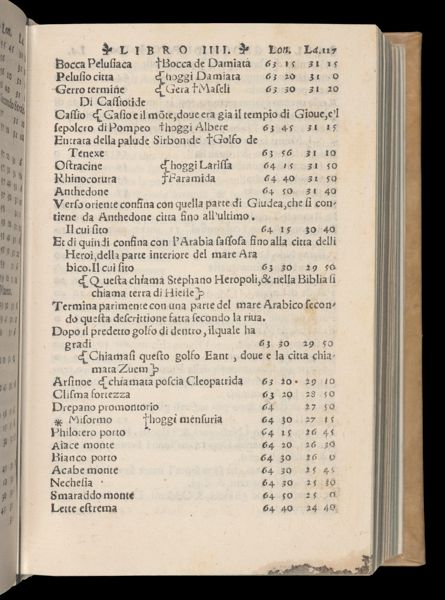 LIBRO IIII. Lon. La.117
Bocca Pelusiaca †Bocca de Damiata 63 15 31 15
Pelusio citta ⁅hoggi Damiata 63 20 31 0
Gerro termine ⁅Gera †Maseli 63 30 31 20
Di Cassiotide
Cassio ⁅Casio e il mōte, doue era gia il tempio di Gioue, e'l
sepolcro di Pompeo †hoggi Albere 63 45 31 15
Entrata della palude Sirbon de †Golfo de
Tenexe 63 56 31 10
Ostracine ⁅hoggi Larissa 64 15 31 50
Rhinocorura †Faramida 64 40 31 50
Anthedone 64 50 31 40
Verso oriente confina con quella parte di Giudea, che si con
tiene da Anthedone citta sino all'ultimo.
Il cui sito 64 15 30 40
Et di quindi confina con l'Arabia sassosa sino alla citta delli
Heroi, della parte interiore del mare Ara
bico. Il cui sito 63 30 29 50
⁅Questa chiama Stephano Heropoli, & nella Biblia si
chiama terra di Hiesse⁆
Termina parimente con una parte del mare Arabico secon-
do questa descrittione fatta secondo la riua.
Dopo il predetto golfo di dentro, ilquale ha
gradi 63 30 29 50
⁅Chiamasi questo golfo Eant, doue e la citta chia-
mata Zuem⁆
Arsinoe ⁅chiamata poscia Cleopatrida 63 20 29 10
Clisma fortezza 63 20 28 50
Drepano promontorio 64 27 50
* Misormo †hoggi mensuria 64 30 27 15
Philotero porto 64 15 26 45
Aiace monte 64 20 26 30
Bianco porto 64 30 26 0
Acabe monte 64 30 25 45
Nechesia 64 30 25 30
Smaraddo monte 64 50 25 0
Lette estrema 64 40 24 40